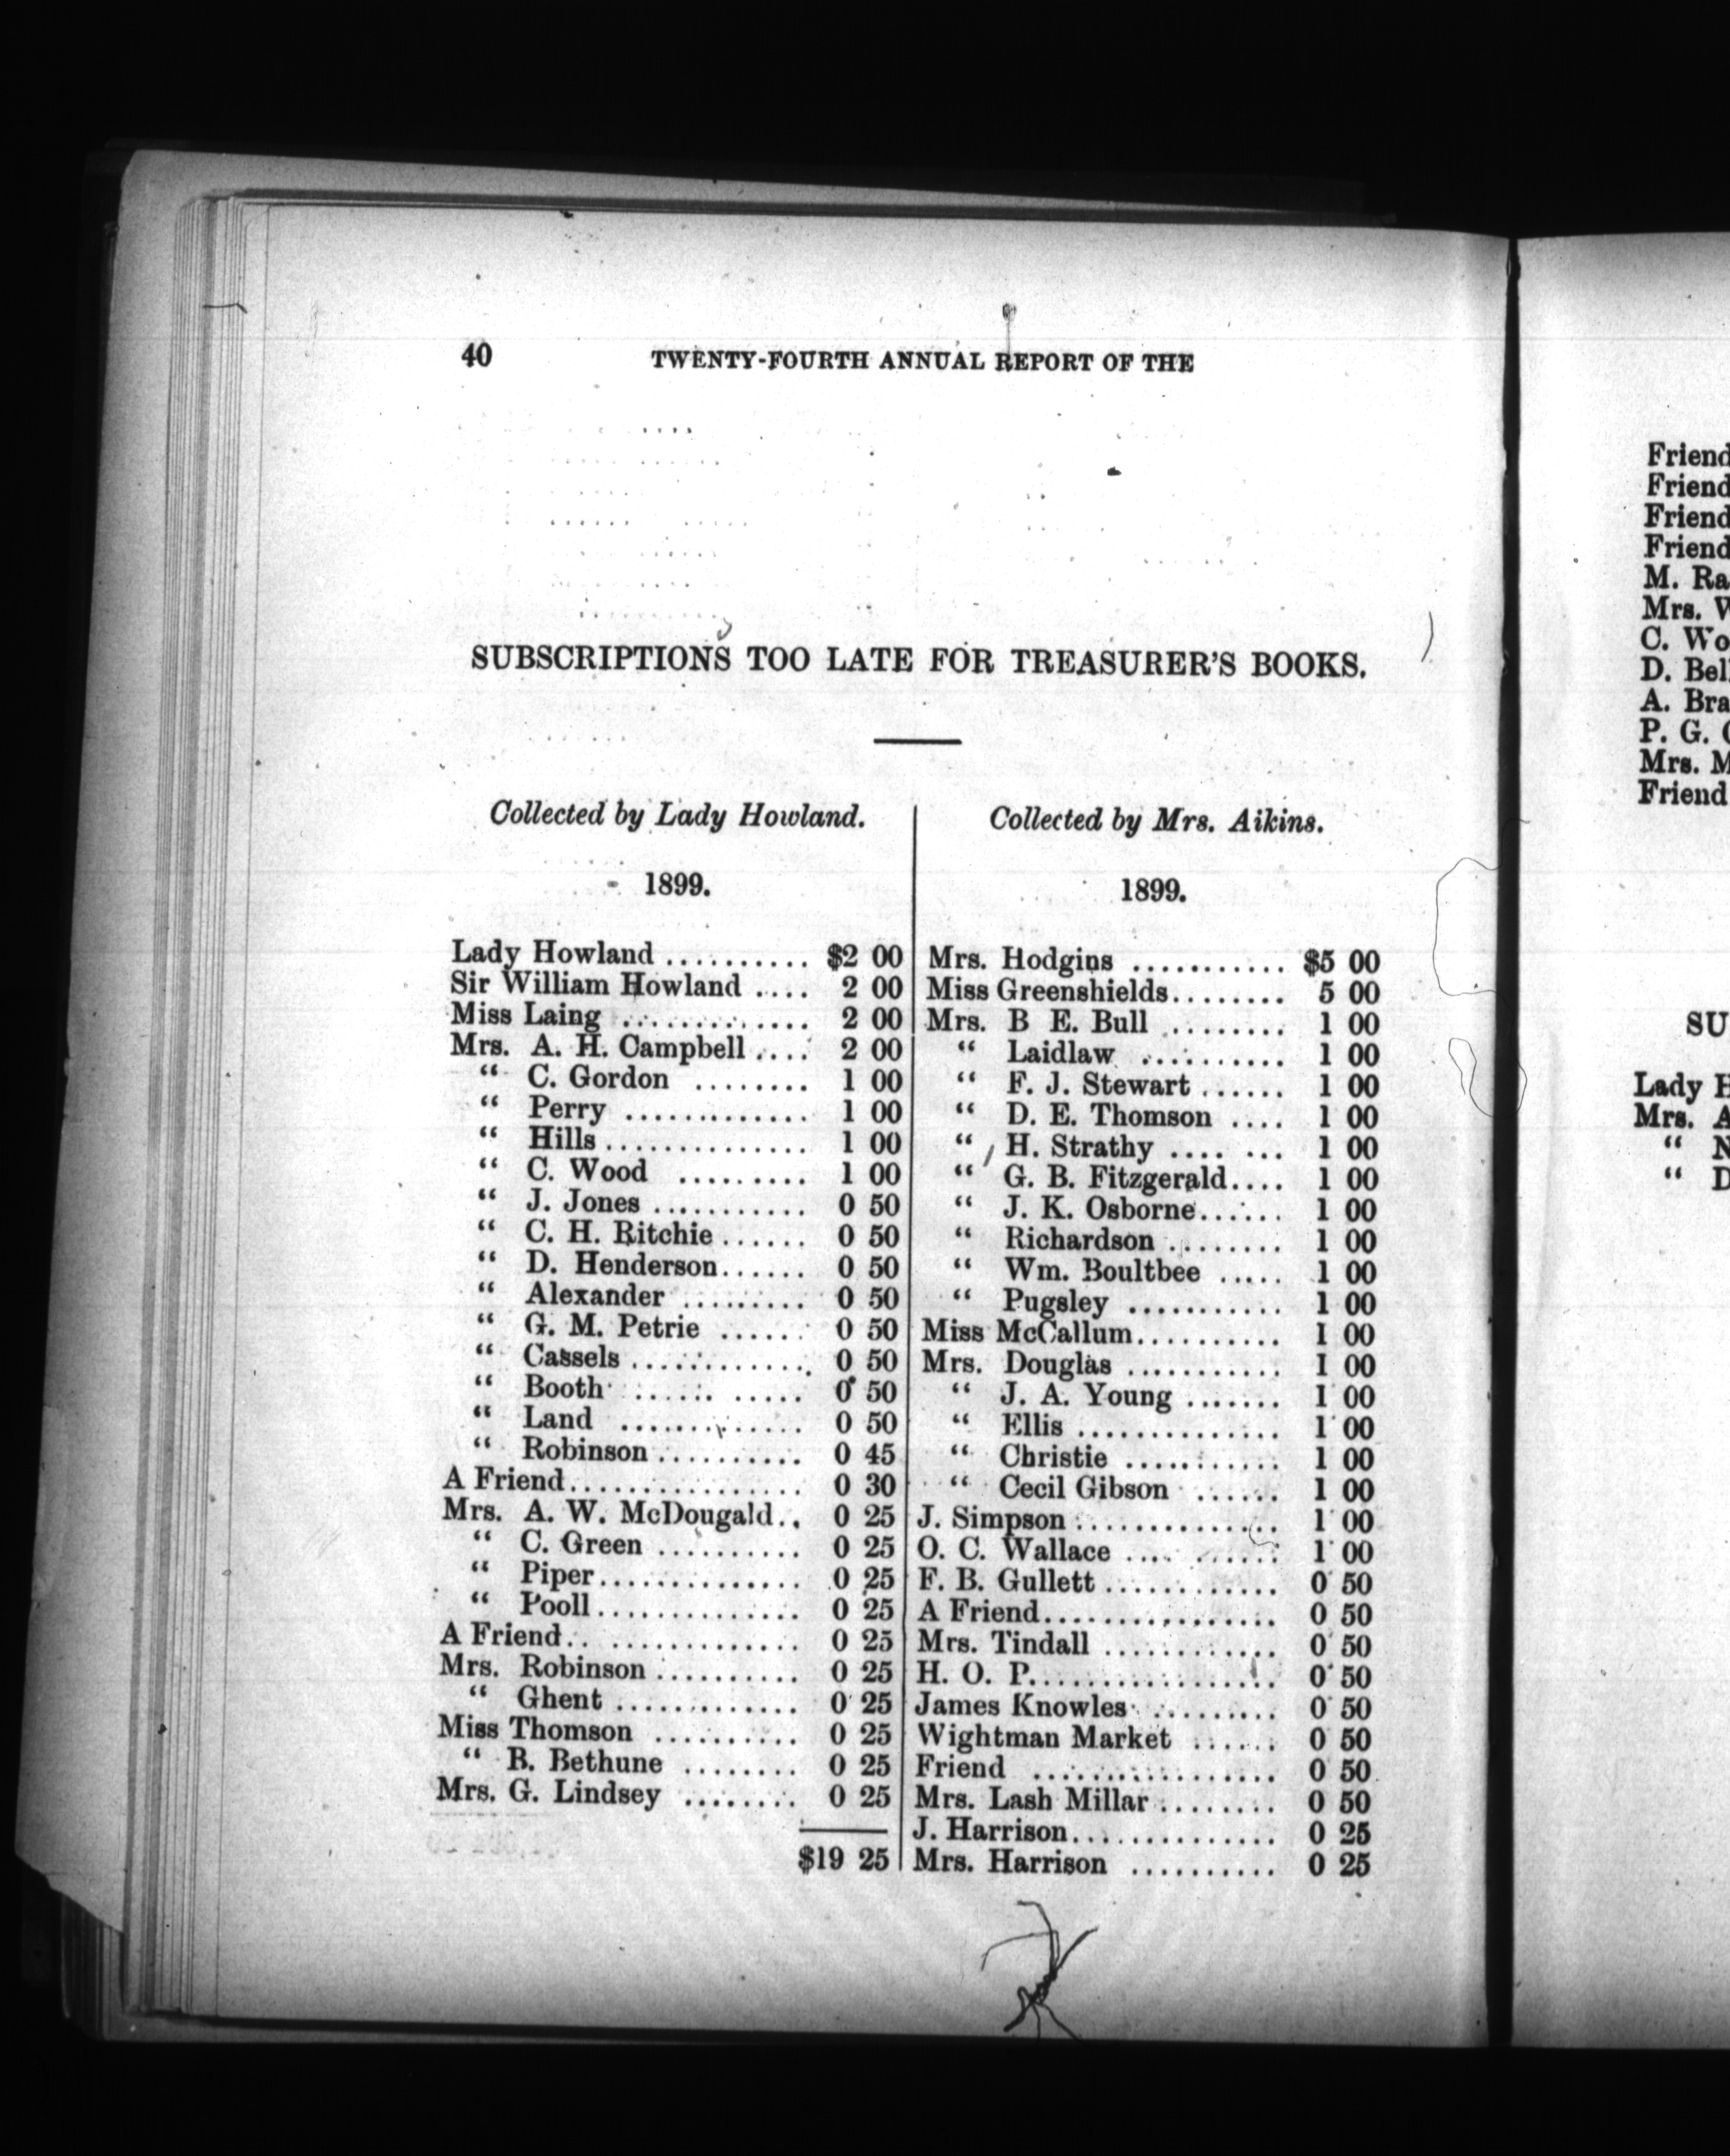 40 TWENTY-FOURTH ANNUAL REPORT OF THE
SUBSCRIPTIONS TOO LATE FOR TREASURER'S BOOKS.
Collected by Lady Howland.
1899.
Lady Howland .......... $2 00
Sir William Howland .... 2 00
Miss Laing ............. 2 00
Mrs. A. H. Campbell .... 2 00
“ C. Gordon ........ 1 00
“ Perry ............. 1 00
“ Hills ............... 1 00
“ C. Wood ......... 1 00
“ J. Jones ........... 0 50
“ C. H. Ritchie ...... 0 50
“ D. Henderson...... 0 50
“ Alexander ......... 0 50
“ G. M. Petrie ...... 0 50
“ Cassels ............. 0 50
“ Booth ...... ..... 0 50
“ Land ............. 0 50
“ Robinson .......... 0 45
A Friend................ 0 30
Mrs. A. W. McDougald.. 0 25
“ C. Green .......... 0 25
“ Piper............... 0 25
“ Pooll............... 0 25
A Friend.. ............. 0 25
Mrs. Robinson .......... 0 25
“ Ghent ............. 0 25
Miss Thomson .......... 0 25
“ B. Bethune ........ 0 25
Mrs. G. Lindsey ........ 0 25
$19 25
Collected by Mrs. Aikins.
1899.
Mrs. Hodgins ........... $5 00
Miss Greenshields........ 5 00
Mrs. B E. Bull ........ 1 00
“ Laidlaw .......... 1 00
“ F. J. Stewart ...... 1 00
“ D. E. Thomson .... 1 00
“ H. Strathy .... ... 1 00
“ G. B. Fitzgerald.... 1 00
“ J. K. Osborne...... 1 00
“ Richardson ........ 1 00
“ Wm. Boultbee ..... 1 00
“ Pugsley ........... 1 00
Miss McCallum.......... 1 00
Mrs. Douglas ........... 1 00
“ J. A. Young ....... 1 00
“ Ellis .............. 1 00
“ Christie ........... 1 00
“ Cecil Gibson ...... 1 00
J. Simpson .............. 1 00
O. C. Wallace .... ...... 1 00
F. B. Gullett ............ 0 50
A Friend................ 0 50
Mrs. Tindall ............ 0 50
H. O. P................. 0 50
James Knowles ......... 0 50
Wightman Market ...... 0 50
Friend ................. 0 50
Mrs. Lash Millar ........ 0 50
J. Harrison.............. 0 25
Mrs. Harrison .......... 0 25
Friend
Friend
Friend
Friend
M. Ra
Mrs. W
C. Wo
D. Bel
A. Bra
P. G.
Mrs. M
Friend
SU
Lady H
Mrs. A
“ N
“ D